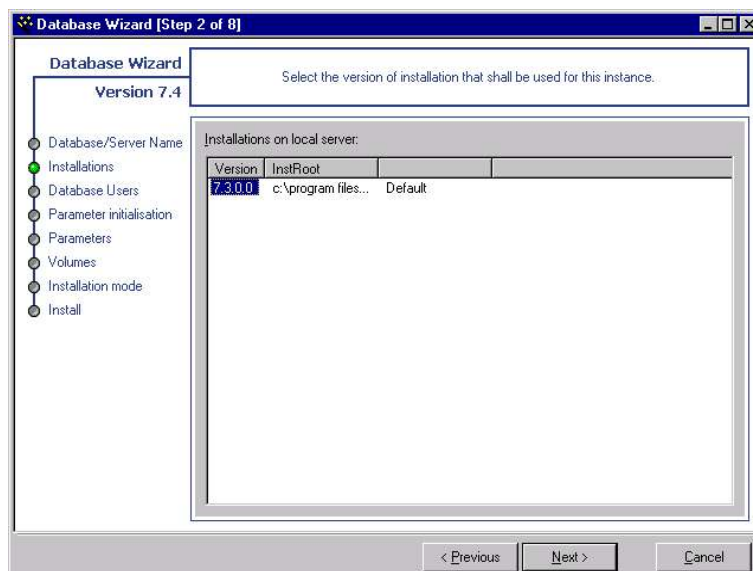 Database Wizard [Step 2 of 8]
Database Wizard
Version 7.4
Select the version of installation that shall be used for this instance.
Database/Server Name
Installations
Database Users
Parameter initialisation
Parameters
Volumes
Installation mode
Install
Installations on local server:
Version InstRoot
7.3.0.0 c:\program files... Default
< Previous Next > Cancel